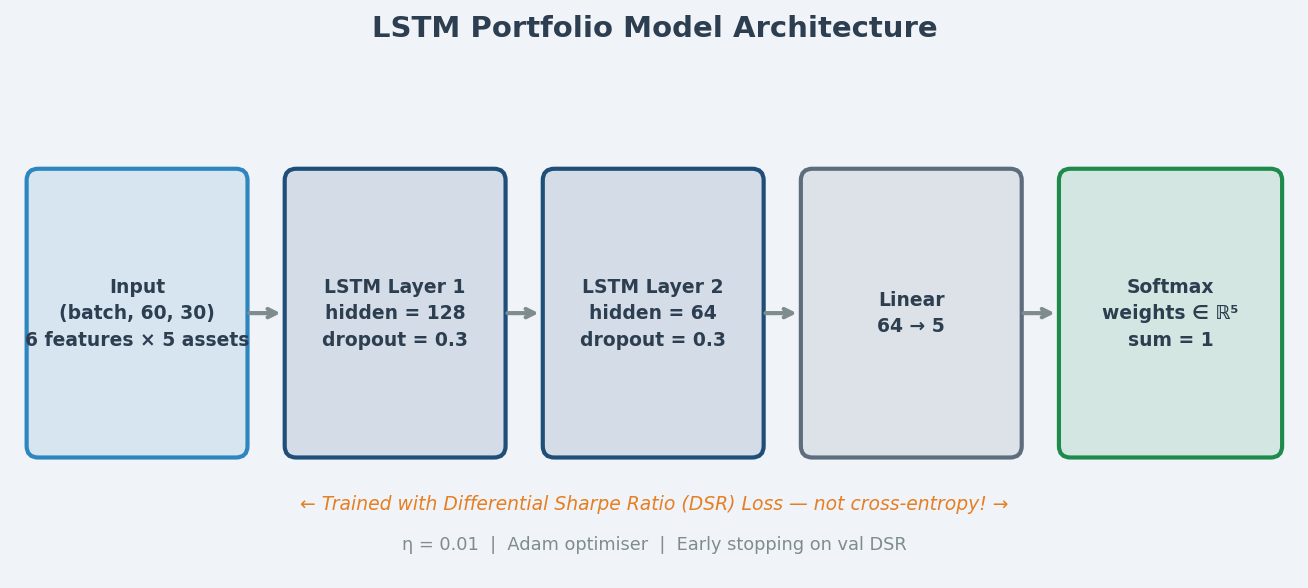 LSTM Portfolio Model Architecture
Input
(batch, 60, 30)
6 features × 5 assets
LSTM Layer 1
hidden = 128
dropout = 0.3
LSTM Layer 2
hidden = 64
dropout = 0.3
Linear
64 → 5
Softmax
weights ∈ ℝ⁵
sum = 1
← Trained with Differential Sharpe Ratio (DSR) Loss — not cross-entropy! →
η = 0.01 | Adam optimiser | Early stopping on val DSR